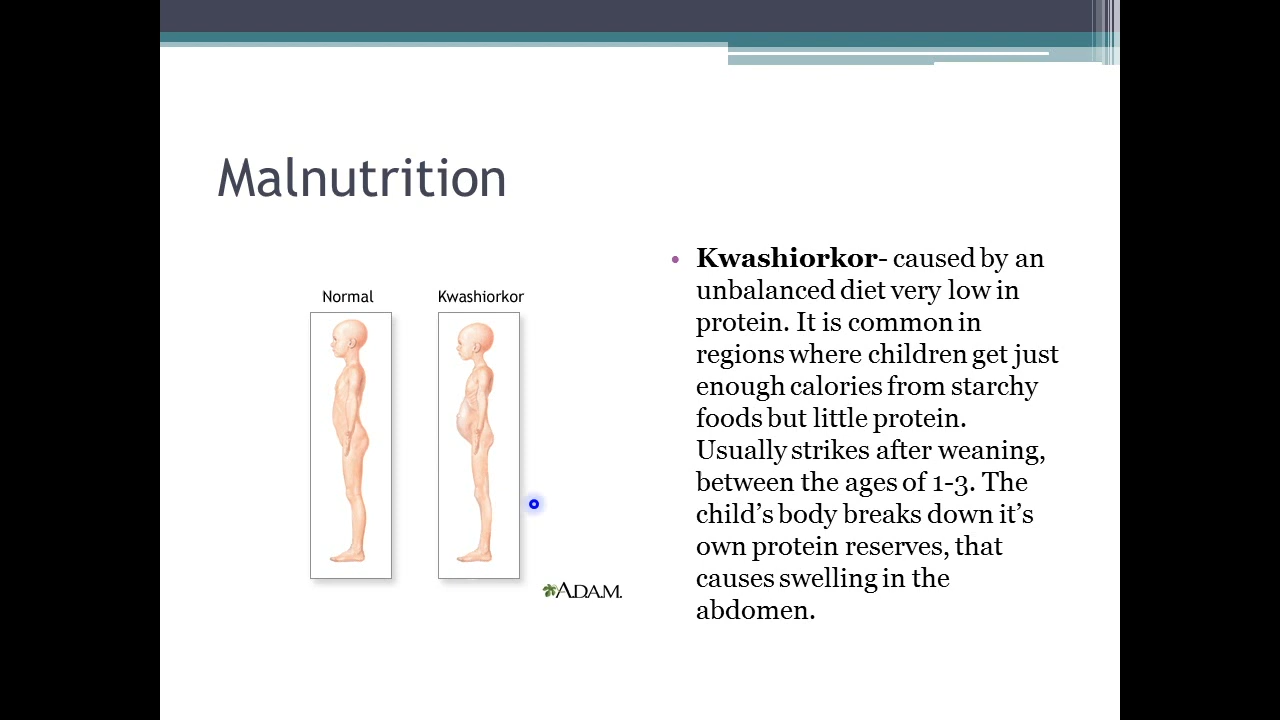 Malnutrition
Normal
Kwashiorkor
A.D.A.M.
• Kwashiorkor- caused by an
unbalanced diet very low in
protein. It is common in
regions where children get just
enough calories from starchy
foods but little protein.
Usually strikes after weaning,
between the ages of 1-3. The
child’s body breaks down it’s
own protein reserves, that
causes swelling in the
abdomen.